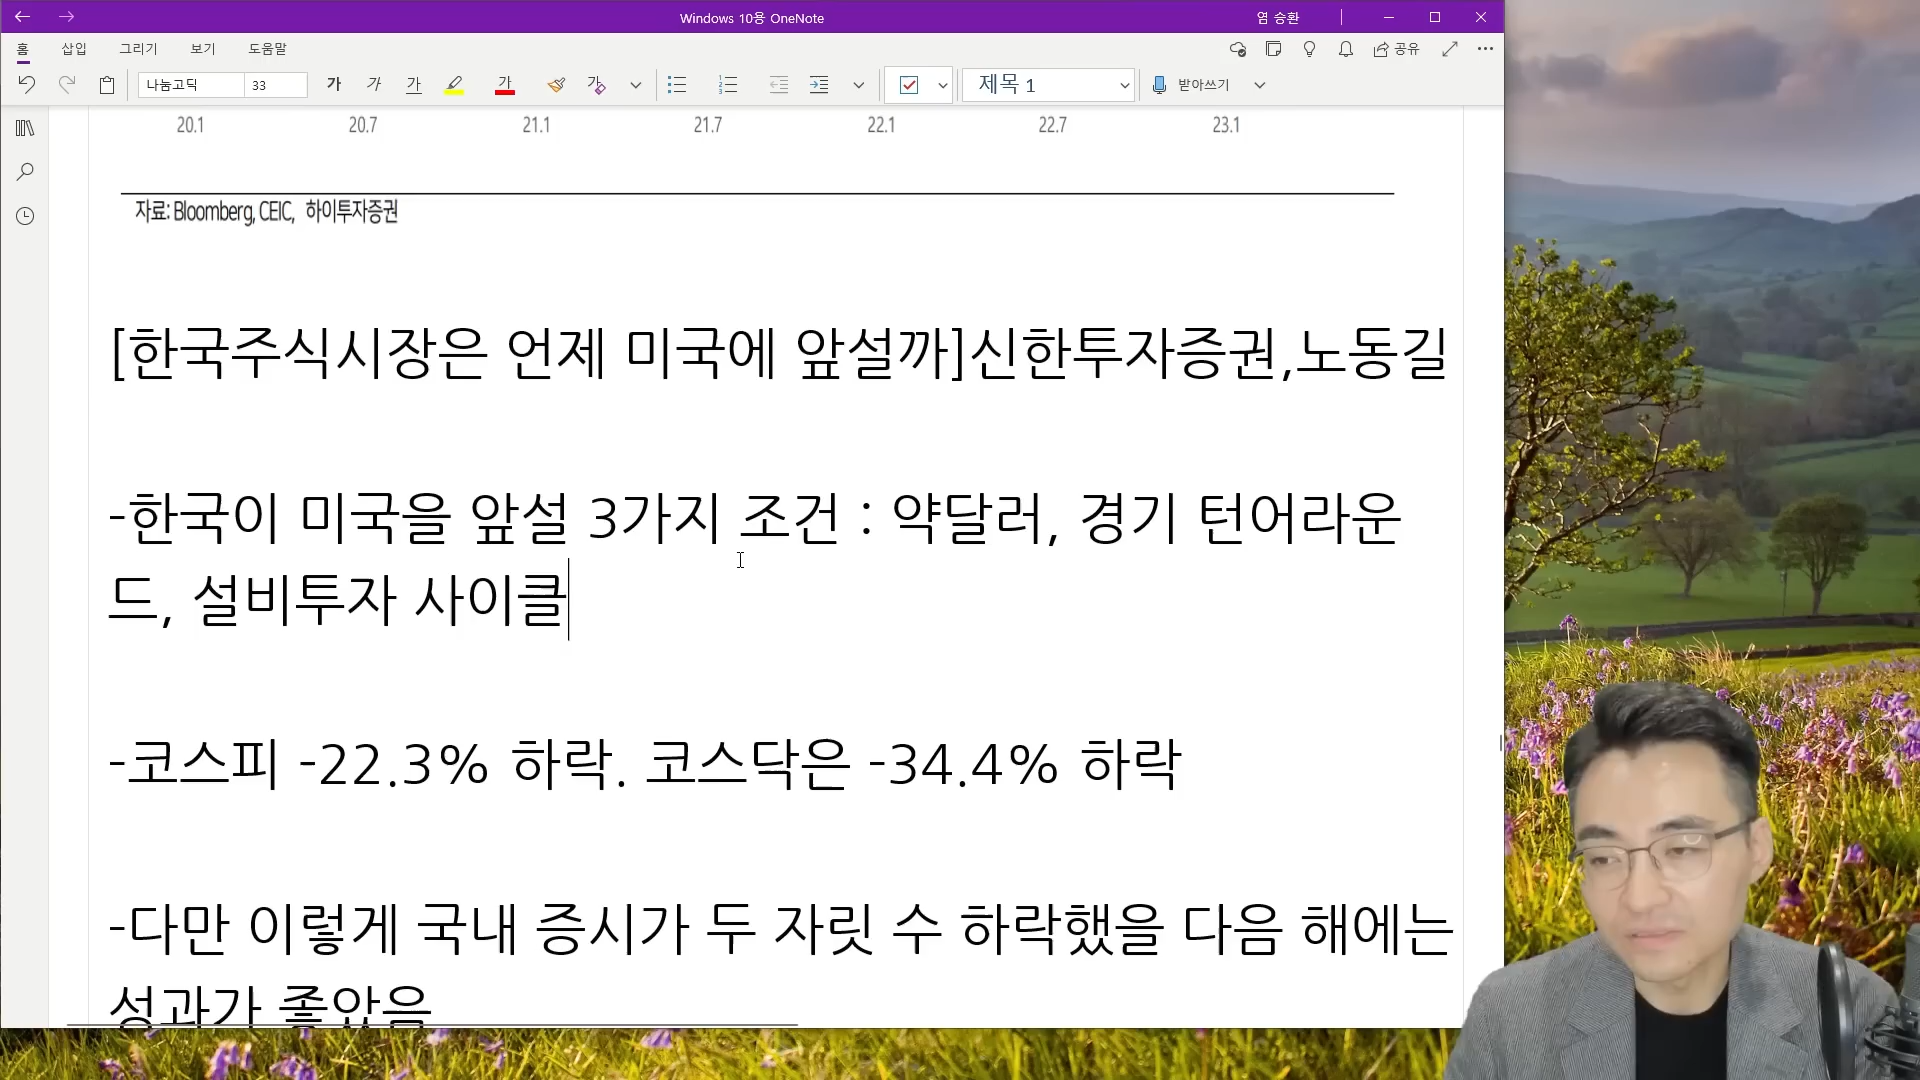 Windows 10용 OneNote
염 승환
홈 삽입 그리기 보기 도움말
공유
나눔고딕 33 가 가 가 가 제목 1 받아쓰기
20.1 20.7 21.1 21.7 22.1 22.7 23.1
자료: Bloomberg, CEIC, 하이투자증권
[한국주식시장은 언제 미국에 앞설까]신한투자증권,노동길
-한국이 미국을 앞설 3가지 조건 : 약달러, 경기 턴어라운
드, 설비투자 사이클
-코스피 -22.3% 하락. 코스닥은 -34.4% 하락
-다만 이렇게 국내 증시가 두 자릿 수 하락했을 다음 해에는
성과가 좋았음